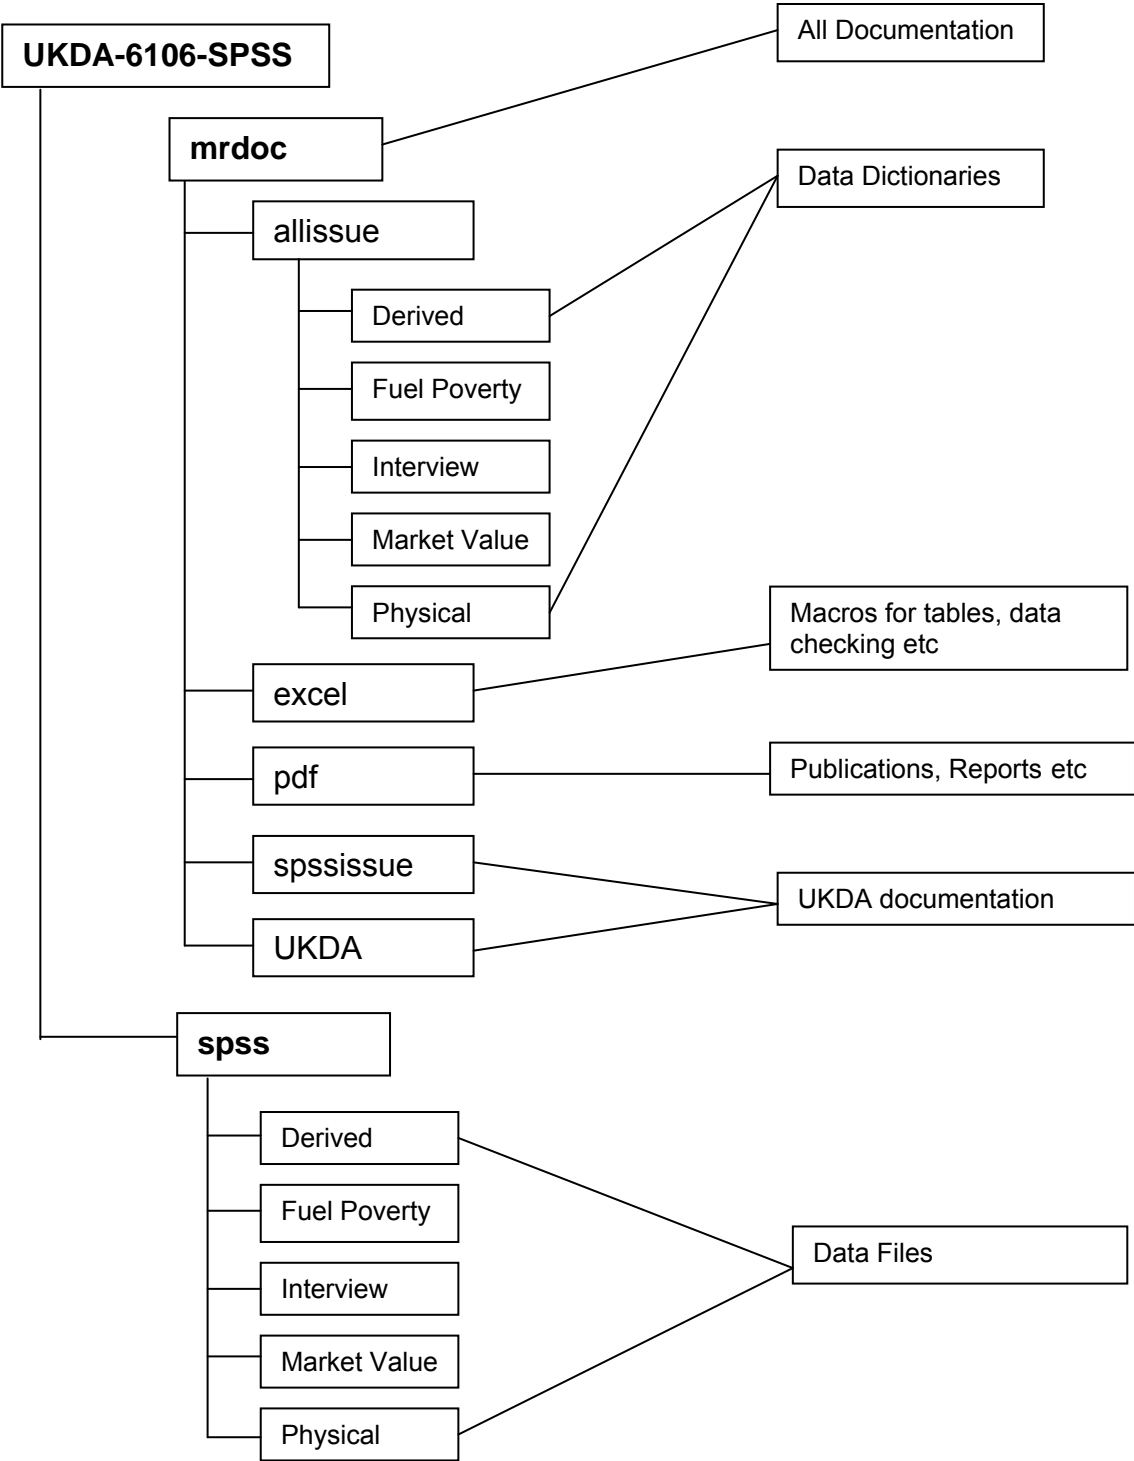 UKDA-6106-SPSS
All Documentation
mrdoc
Data Dictionaries
allissue
Derived
Fuel Poverty
Interview
Market Value
Physical
Macros for tables, data
checking etc
excel
pdf
Publications, Reports etc
spssissue
UKDA documentation
UKDA
spss
Derived
Fuel Poverty
Interview
Market Value
Physical
Data Files